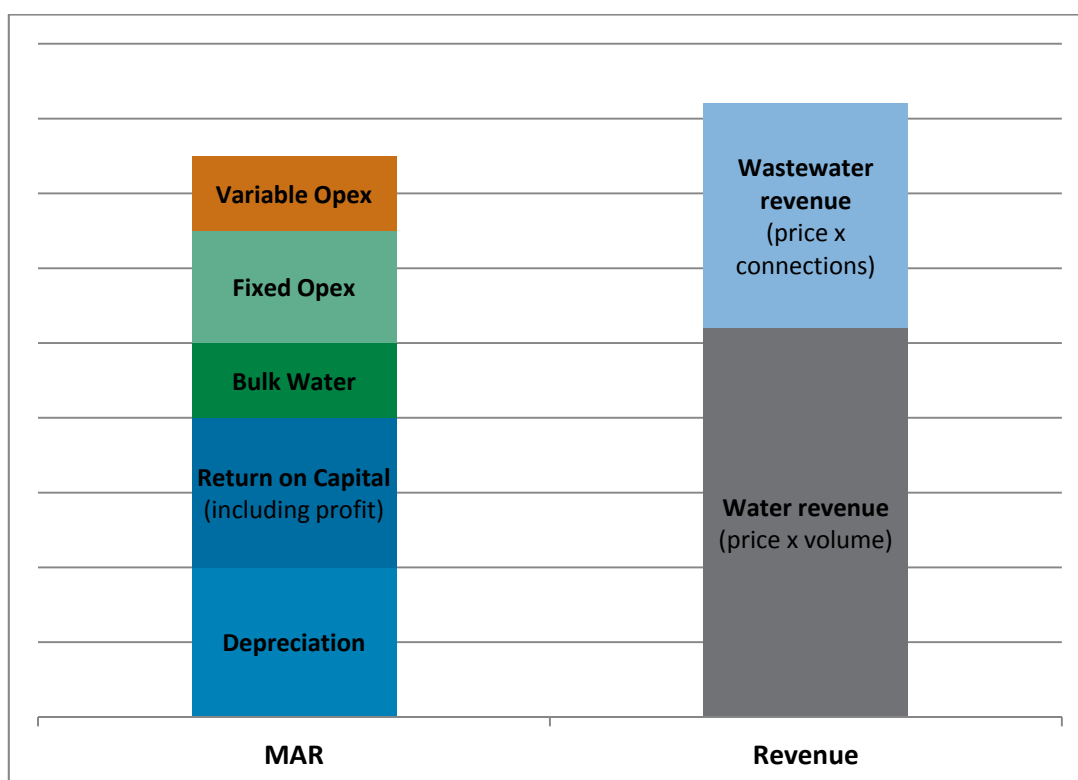 Variable Opex
Fixed Opex
Bulk Water
Return on Capital
(including profit)
Depreciation
Wastewater
revenue
(price x
connections)
Water revenue
(price x volume)
MAR
Revenue